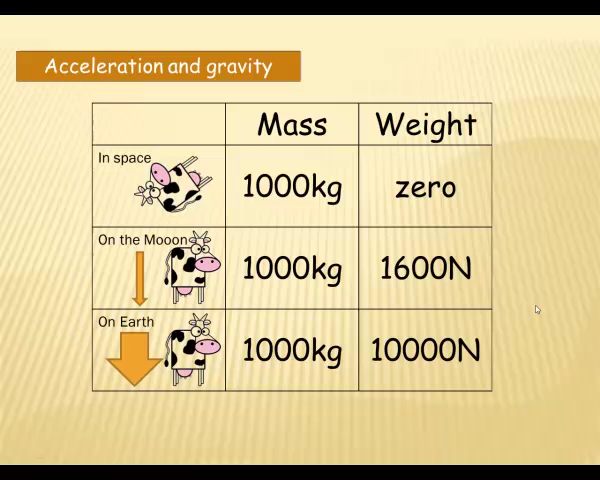 Acceleration and gravity
Mass Weight
In space
1000kg zero
On the Mooon
1000kg 1600N
On Earth
1000kg 10000N